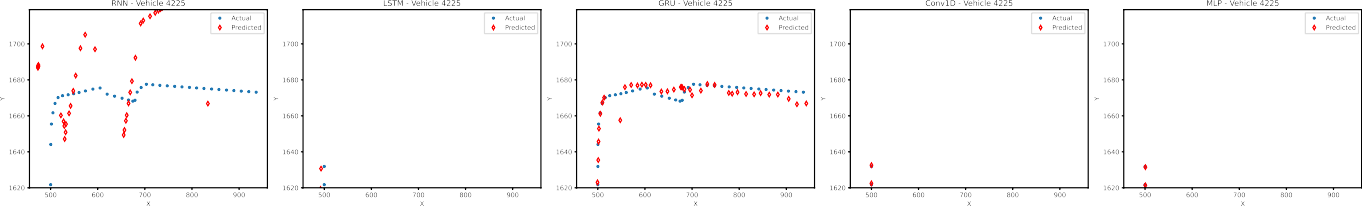 RNN - Vehicle 4225
Actual
Predicted
1700
1680
1660
1640
1620
Y
500
600
700
800
900
X
LSTM - Vehicle 4225
Actual
Predicted
1700
1680
1660
1640
1620
Y
500
600
700
800
900
X
GRU - Vehicle 4225
Actual
Predicted
1700
1680
1660
1640
1620
Y
500
600
700
800
900
X
Conv1D - Vehicle 4225
Actual
Predicted
1700
1680
1660
1640
1620
Y
500
600
700
800
900
X
MLP - Vehicle 4225
Actual
Predicted
1700
1680
1660
1640
1620
Y
500
600
700
800
900
X